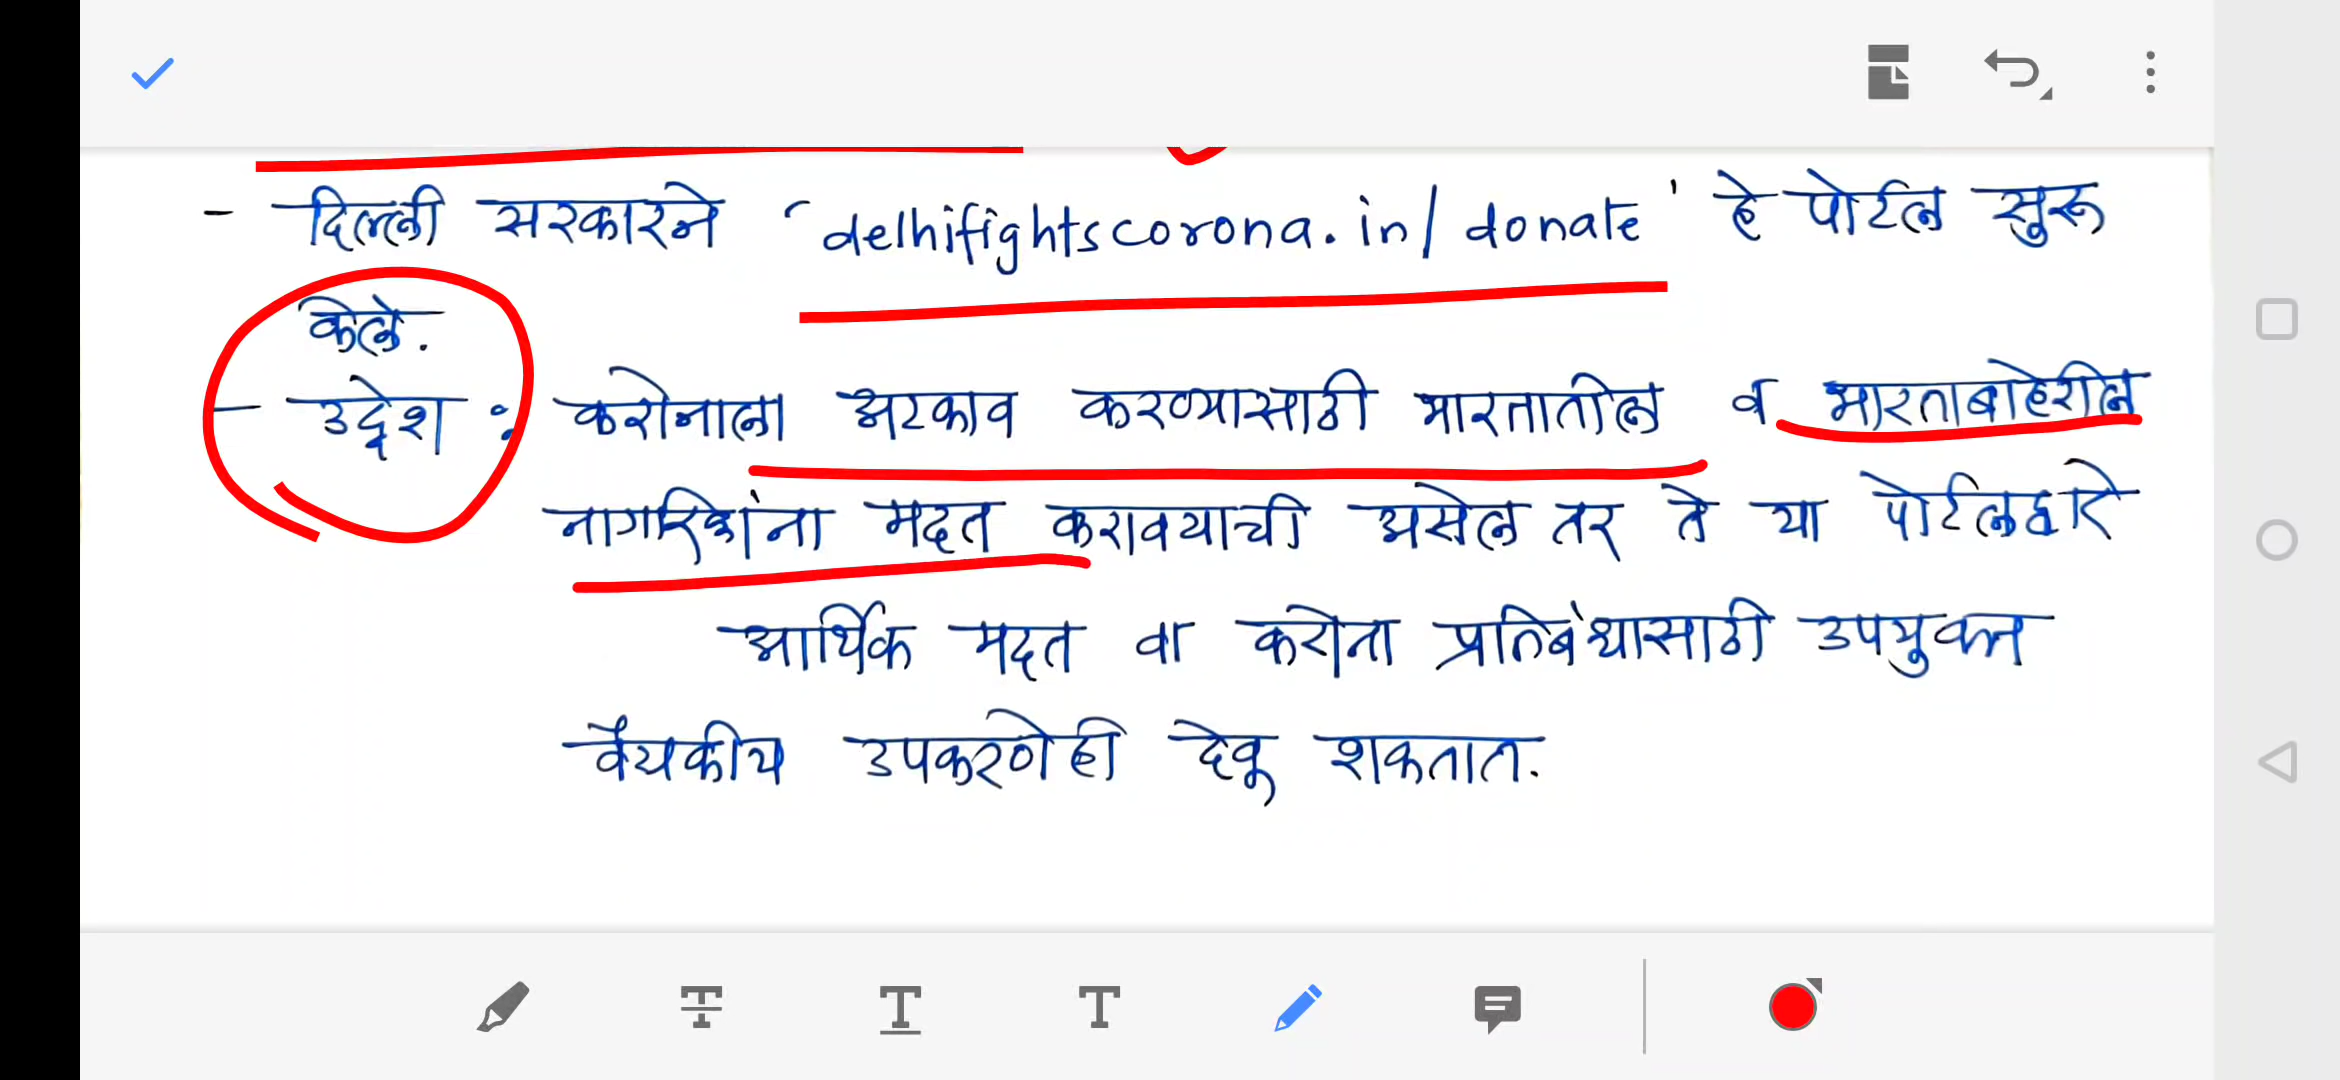 - दिल्ली सरकारने 'delhifightscorona.in/donate' हे पोर्टल सुरू
केले.
- उद्देश : करोनाला अटकाव करण्यासाठी भारतातील व भारताबाहेरील
नागरिकांना मदत करावयाची असेल तर ते या पोर्टलद्वारे
आर्थिक मदत वा करोना प्रतिबंधासाठी उपयुक्त
वैद्यकीय उपकरणेही देवू शकतात.